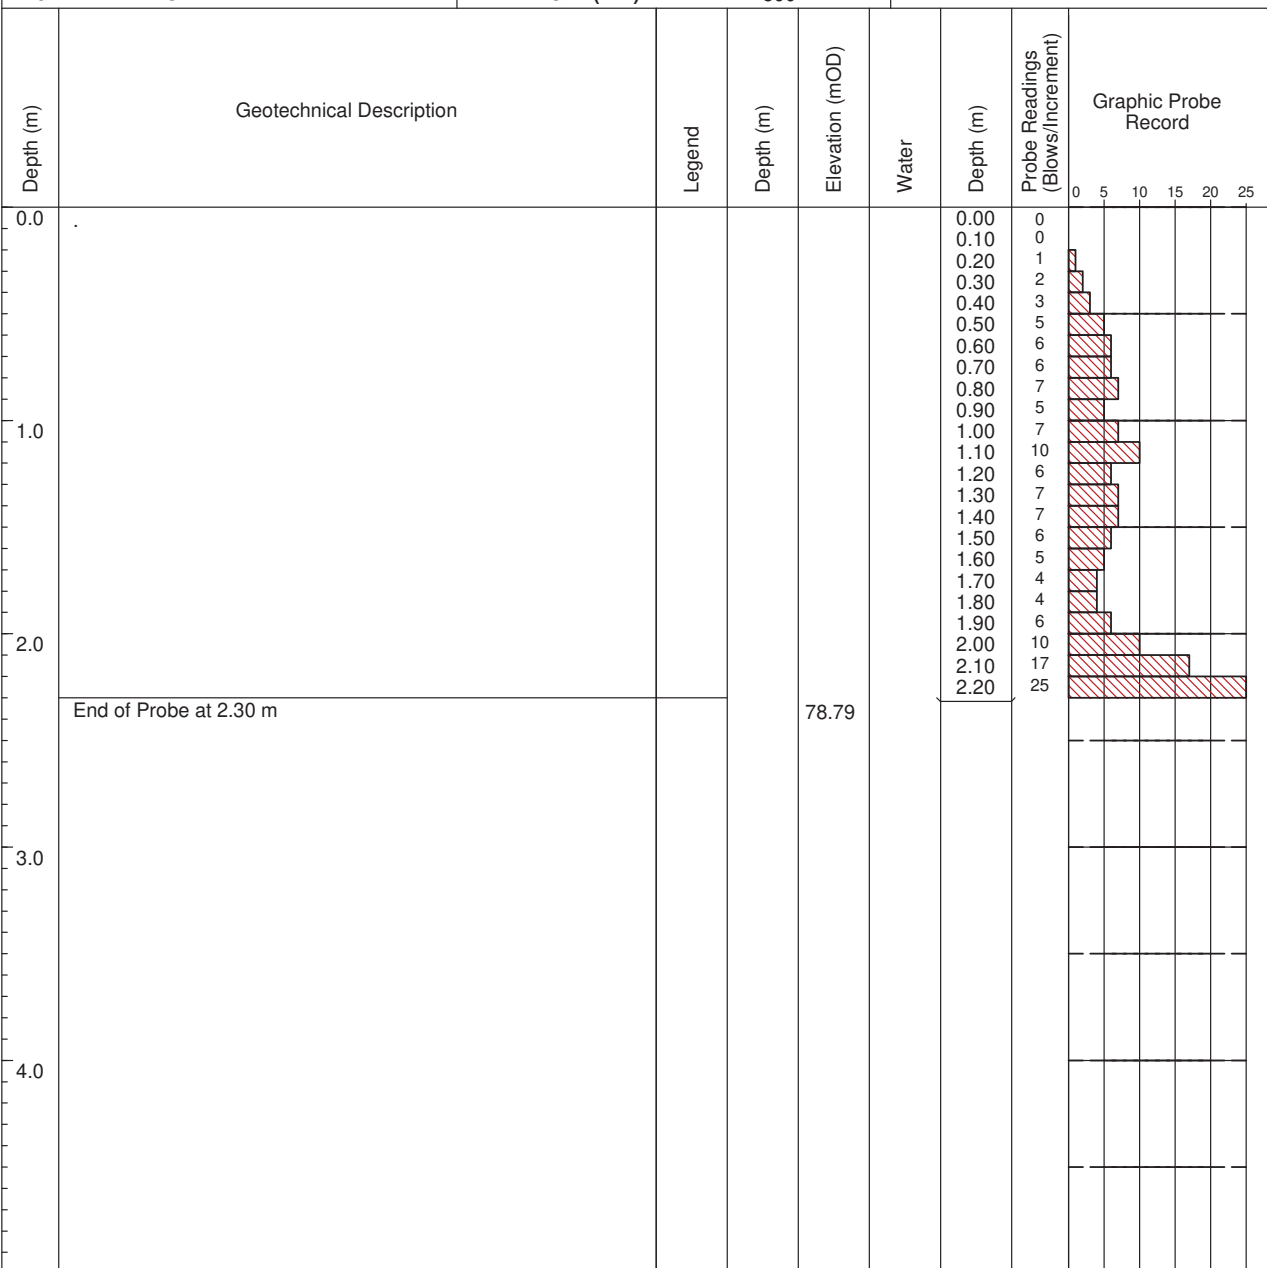 Depth (m)
Geotechnical Description
Legend
Depth (m)
Elevation (mOD)
Water
Depth (m)
Probe Readings
(Blows/Increment)
Graphic Probe
Record
0 5 10 15 20 25
0.0
.
0.00 0
0.10 0
0.20 1
0.30 2
0.40 3
0.50 5
0.60 6
0.70 6
0.80 7
0.90 5
1.0
1.00 7
1.10 10
1.20 6
1.30 7
1.40 7
1.50 6
1.60 5
1.70 4
1.80 4
1.90 6
2.0
2.00 10
2.10 17
2.20 25
End of Probe at 2.30 m
78.79
3.0
4.0